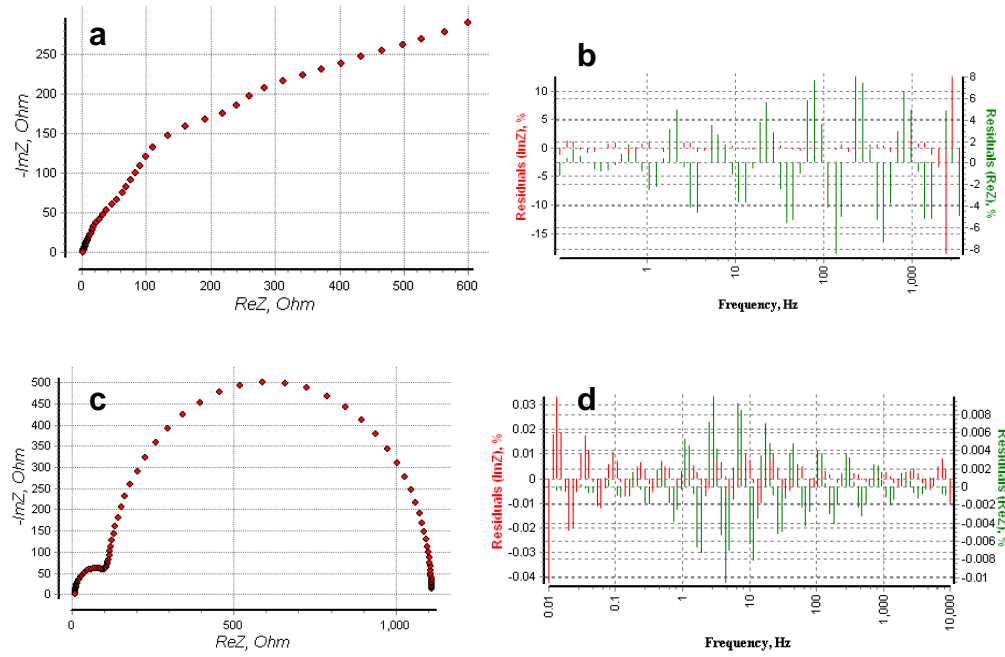 a
-ImZ, Ohm
250
200
150
100
50
0
0 100 200 300 400 500 600
ReZ, Ohm
b
Residuals (ImZ), %
10
5
0
-5
-10
-15
8
6
4
2
0
-2
-4
-6
-8
Residuals (ReZ), %
1 10 100 1,000
Frequency, Hz
c
-ImZ, Ohm
500
450
400
350
300
250
200
150
100
50
0
0 500 1,000
ReZ, Ohm
d
Residuals (ImZ), %
0.03
0.02
0.01
0
-0.01
-0.02
-0.03
-0.04
0.008
0.006
0.004
0.002
0
-0.002
-0.004
-0.006
-0.008
-0.01
Residuals (ReZ), %
0.01 0.1 1 10 100 1,000 10,000
Frequency, Hz